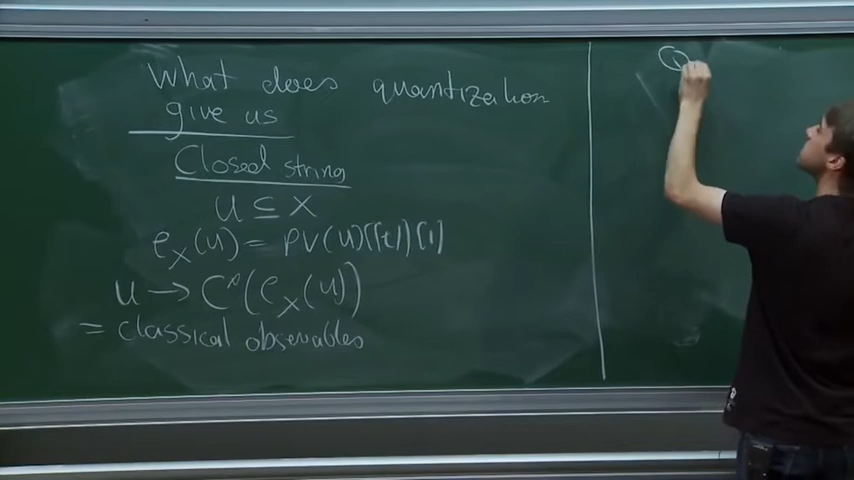 What does quantization
give us
Closed string
U ⊆ X
e_X(U) = PV(U)[[t]][1]
U → C*(e_X(U))
= classical observables
Q